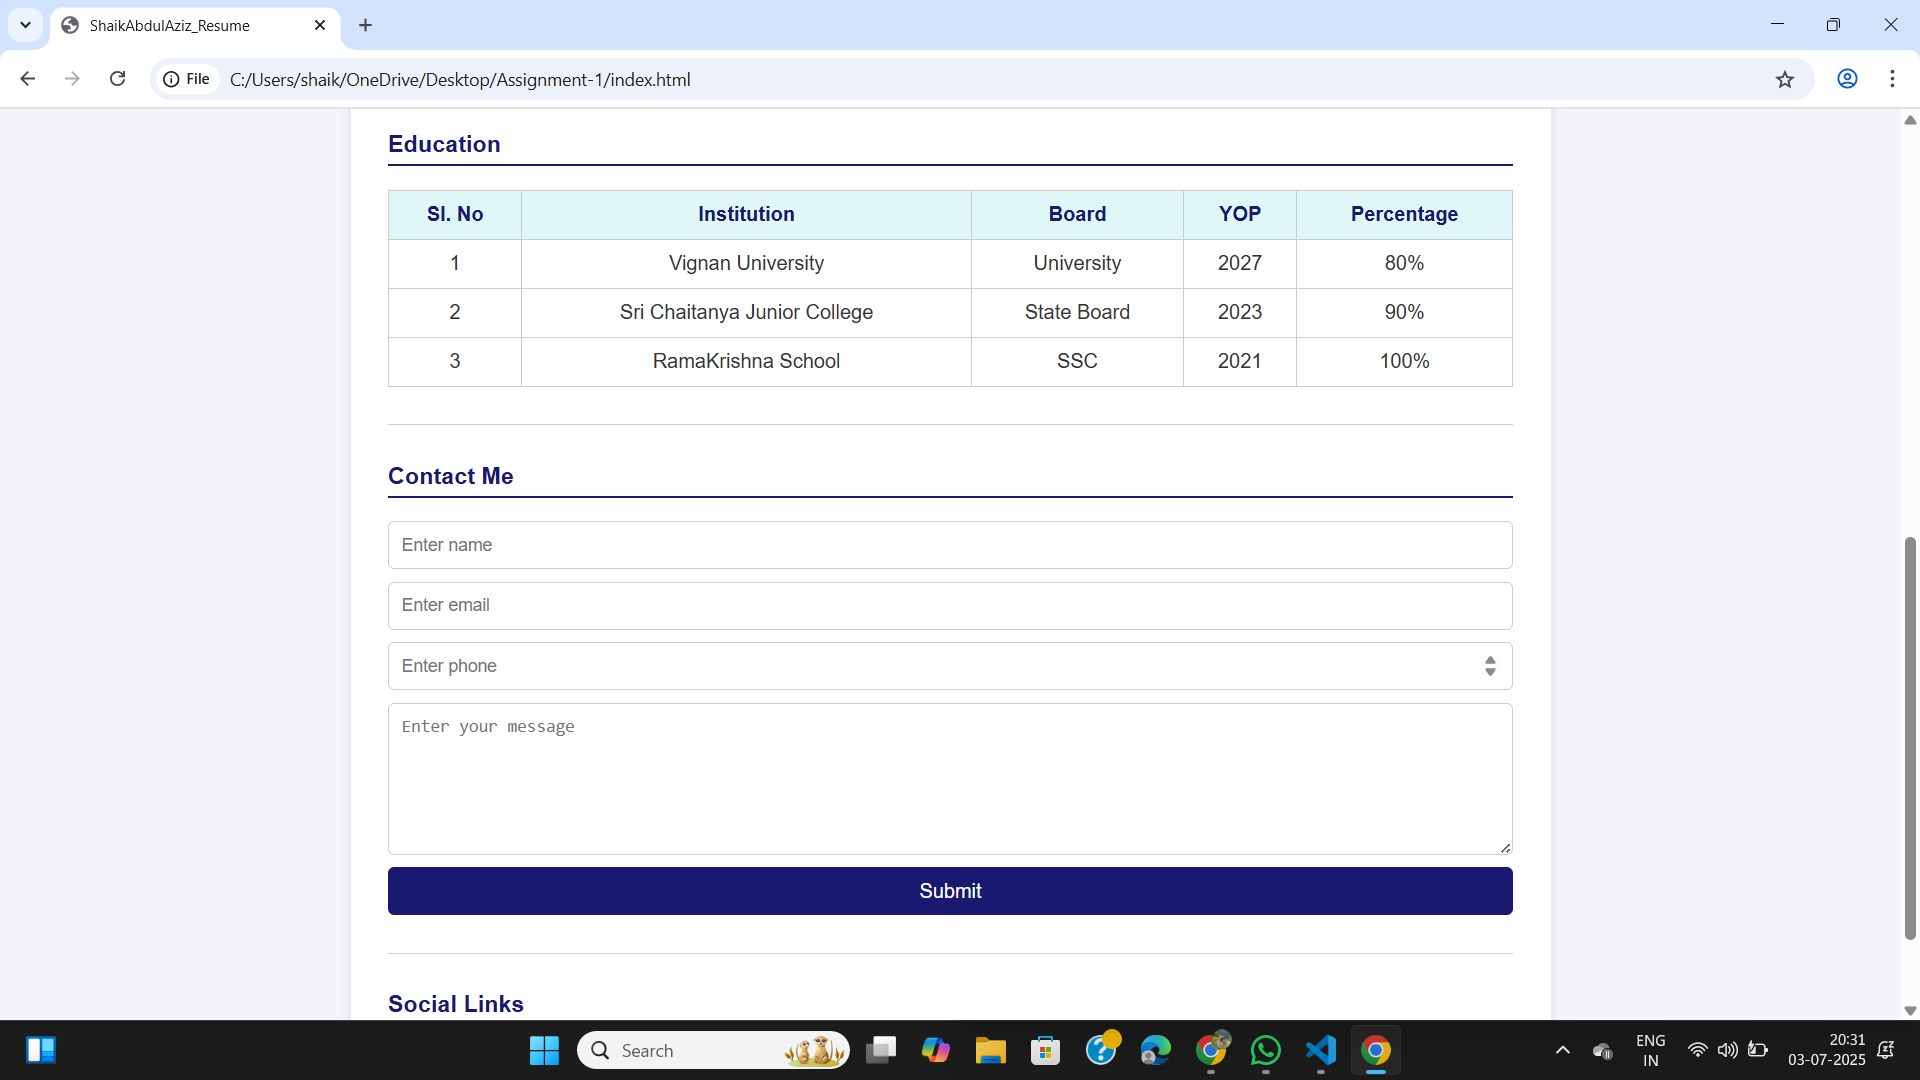 ShaikAbdulAziz_Resume
File C:/Users/shaik/OneDrive/Desktop/Assignment-1/index.html
Education
Sl. No Institution Board YOP Percentage
1 Vignan University University 2027 80%
2 Sri Chaitanya Junior College State Board 2023 90%
3 RamaKrishna School SSC 2021 100%
Contact Me
Enter name
Enter email
Enter phone
Enter your message
Submit
Social Links
Search
ENG
IN
20:31
03-07-2025